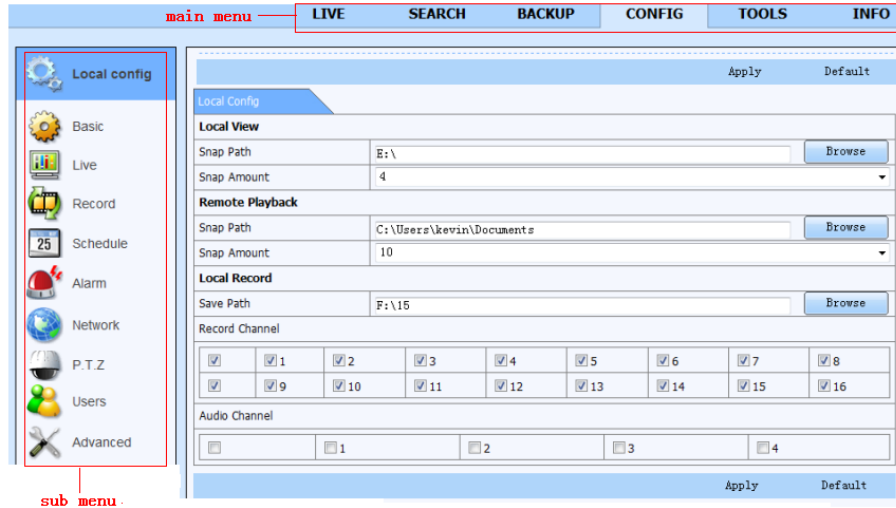 main menu LIVE SEARCH BACKUP CONFIG TOOLS INFO
Local config
Basic
Live
Record
25 Schedule
Alarm
Network
P.T.Z
Users
Advanced
sub menu
Apply Default
Local Config
Local View
Snap Path E:\ Browse
Snap Amount 4
Remote Playback
Snap Path C:\Users\kevin\Documents Browse
Snap Amount 10
Local Record
Save Path F:\15 Browse
Record Channel
1 2 3 4 5 6 7 8
9 10 11 12 13 14 15 16
Audio Channel
1 2 3 4
Apply Default